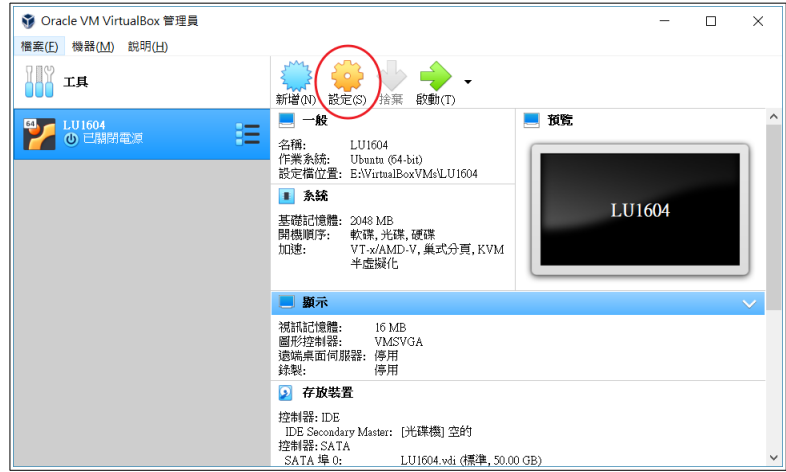 Oracle VM VirtualBox 管理員
檔案(F) 機器(M) 說明(H)
工具
新增(N) 設定(S) 捨棄 啟動(T)
64 LU1604
已關閉電源
一般
名稱: LU1604
作業系統: Ubuntu (64-bit)
設定檔位置: E:\VirtualBoxVMs\LU1604
系統
基礎記憶體: 2048 MB
開機順序: 軟碟, 光碟, 硬碟
加速: VT-x/AMD-V, 巢式分頁, KVM
半虛擬化
預覽
LU1604
顯示
視訊記憶體: 16 MB
圖形控制器: VMSVGA
遠端桌面伺服器: 停用
錄製: 停用
存放裝置
控制器: IDE
IDE Secondary Master: [光碟機] 空的
控制器: SATA
SATA 埠 0: LU1604.vdi (標準, 50.00 GB)